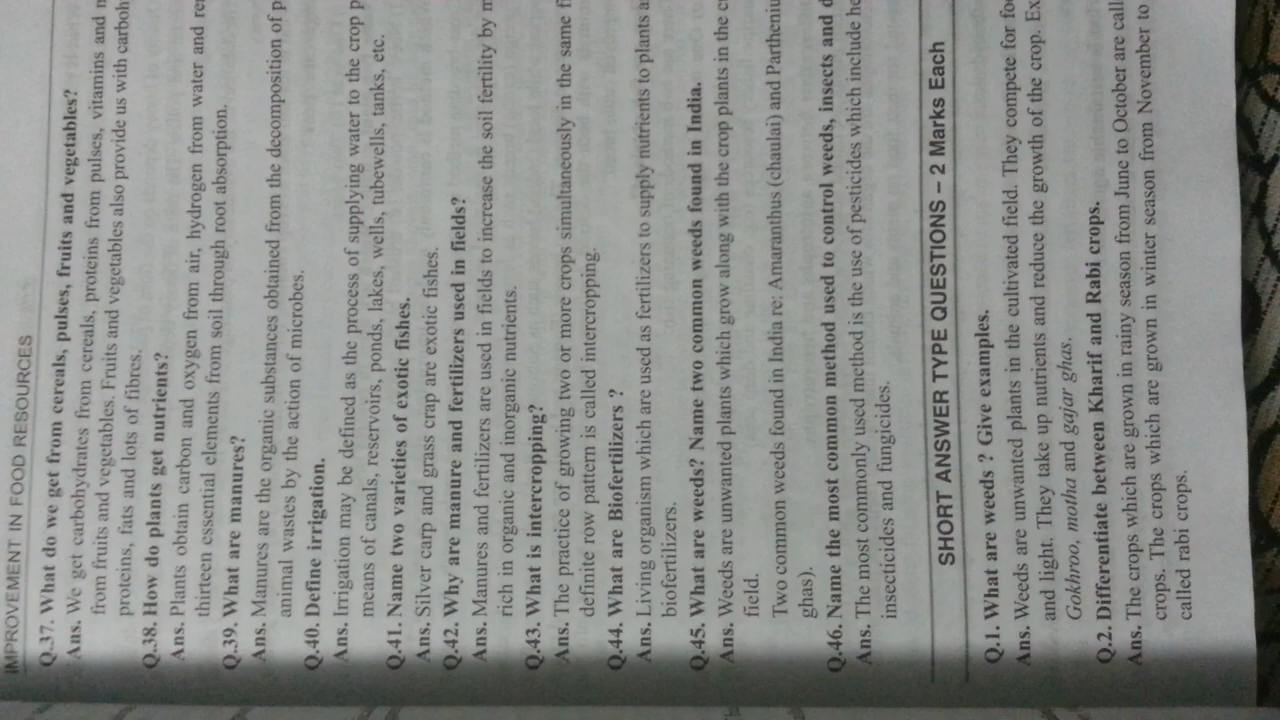 IMPROVEMENT IN FOOD RESOURCES
Q.37. What do we get from cereals, pulses, fruits and vegetables?
Ans. We get carbohydrates from cereals, proteins from pulses, vitamins and
from fruits and vegetables. Fruits and vegetables also provide us with
proteins, fats and lots of fibres.
Q.38. How do plants get nutrients?
Ans. Plants obtain carbon and oxygen from air, hydrogen from water and
thirteen essential elements from soil through root absorption.
Q.39. What are manures?
Ans. Manures are the organic substances obtained from the decomposition of
animal wastes by the action of microbes.
Q.40. Define irrigation.
Ans. Irrigation may be defined as the process of supplying water to the crop
means of canals, reservoirs, ponds, lakes, wells, tubewells, tanks, etc.
Q.41. Name two varieties of exotic fishes.
Ans. Silver carp and grass crap are exotic fishes.
Q.42. Why are manure and fertilizers used in fields?
Ans. Manures and fertilizers are used in fields to increase the soil fertility by
rich in organic and inorganic nutrients.
Q.43. What is intercropping?
Ans. The practice of growing two or more crops simultaneously in the same
definite row pattern is called intercropping.
Q.44. What are Biofertilizers ?
Ans. Living organism which are used as fertilizers to supply nutrients to plants
biofertilizers.
Q.45. What are weeds? Name two common weeds found in India.
Ans. Weeds are unwanted plants which grow along with the crop plants in the
field.
Two common weeds found in India re: Amaranthus (chaulai) and
ghas).
Q.46. Name the most common method used to control weeds, insects and
Ans. The most commonly used method is the use of pesticides which include
insecticides and fungicides.
SHORT ANSWER TYPE QUESTIONS – 2 Marks Each
Q.1. What are weeds ? Give examples.
Ans. Weeds are unwanted plants in the cultivated field. They compete for
and light. They take up nutrients and reduce the growth of the crop.
Gokhroo, motha and gajar ghas.
Q.2. Differentiate between Kharif and Rabi crops.
Ans. The crops which are grown in rainy season from June to October are
crops. The crops which are grown in winter season from November to
called rabi crops.